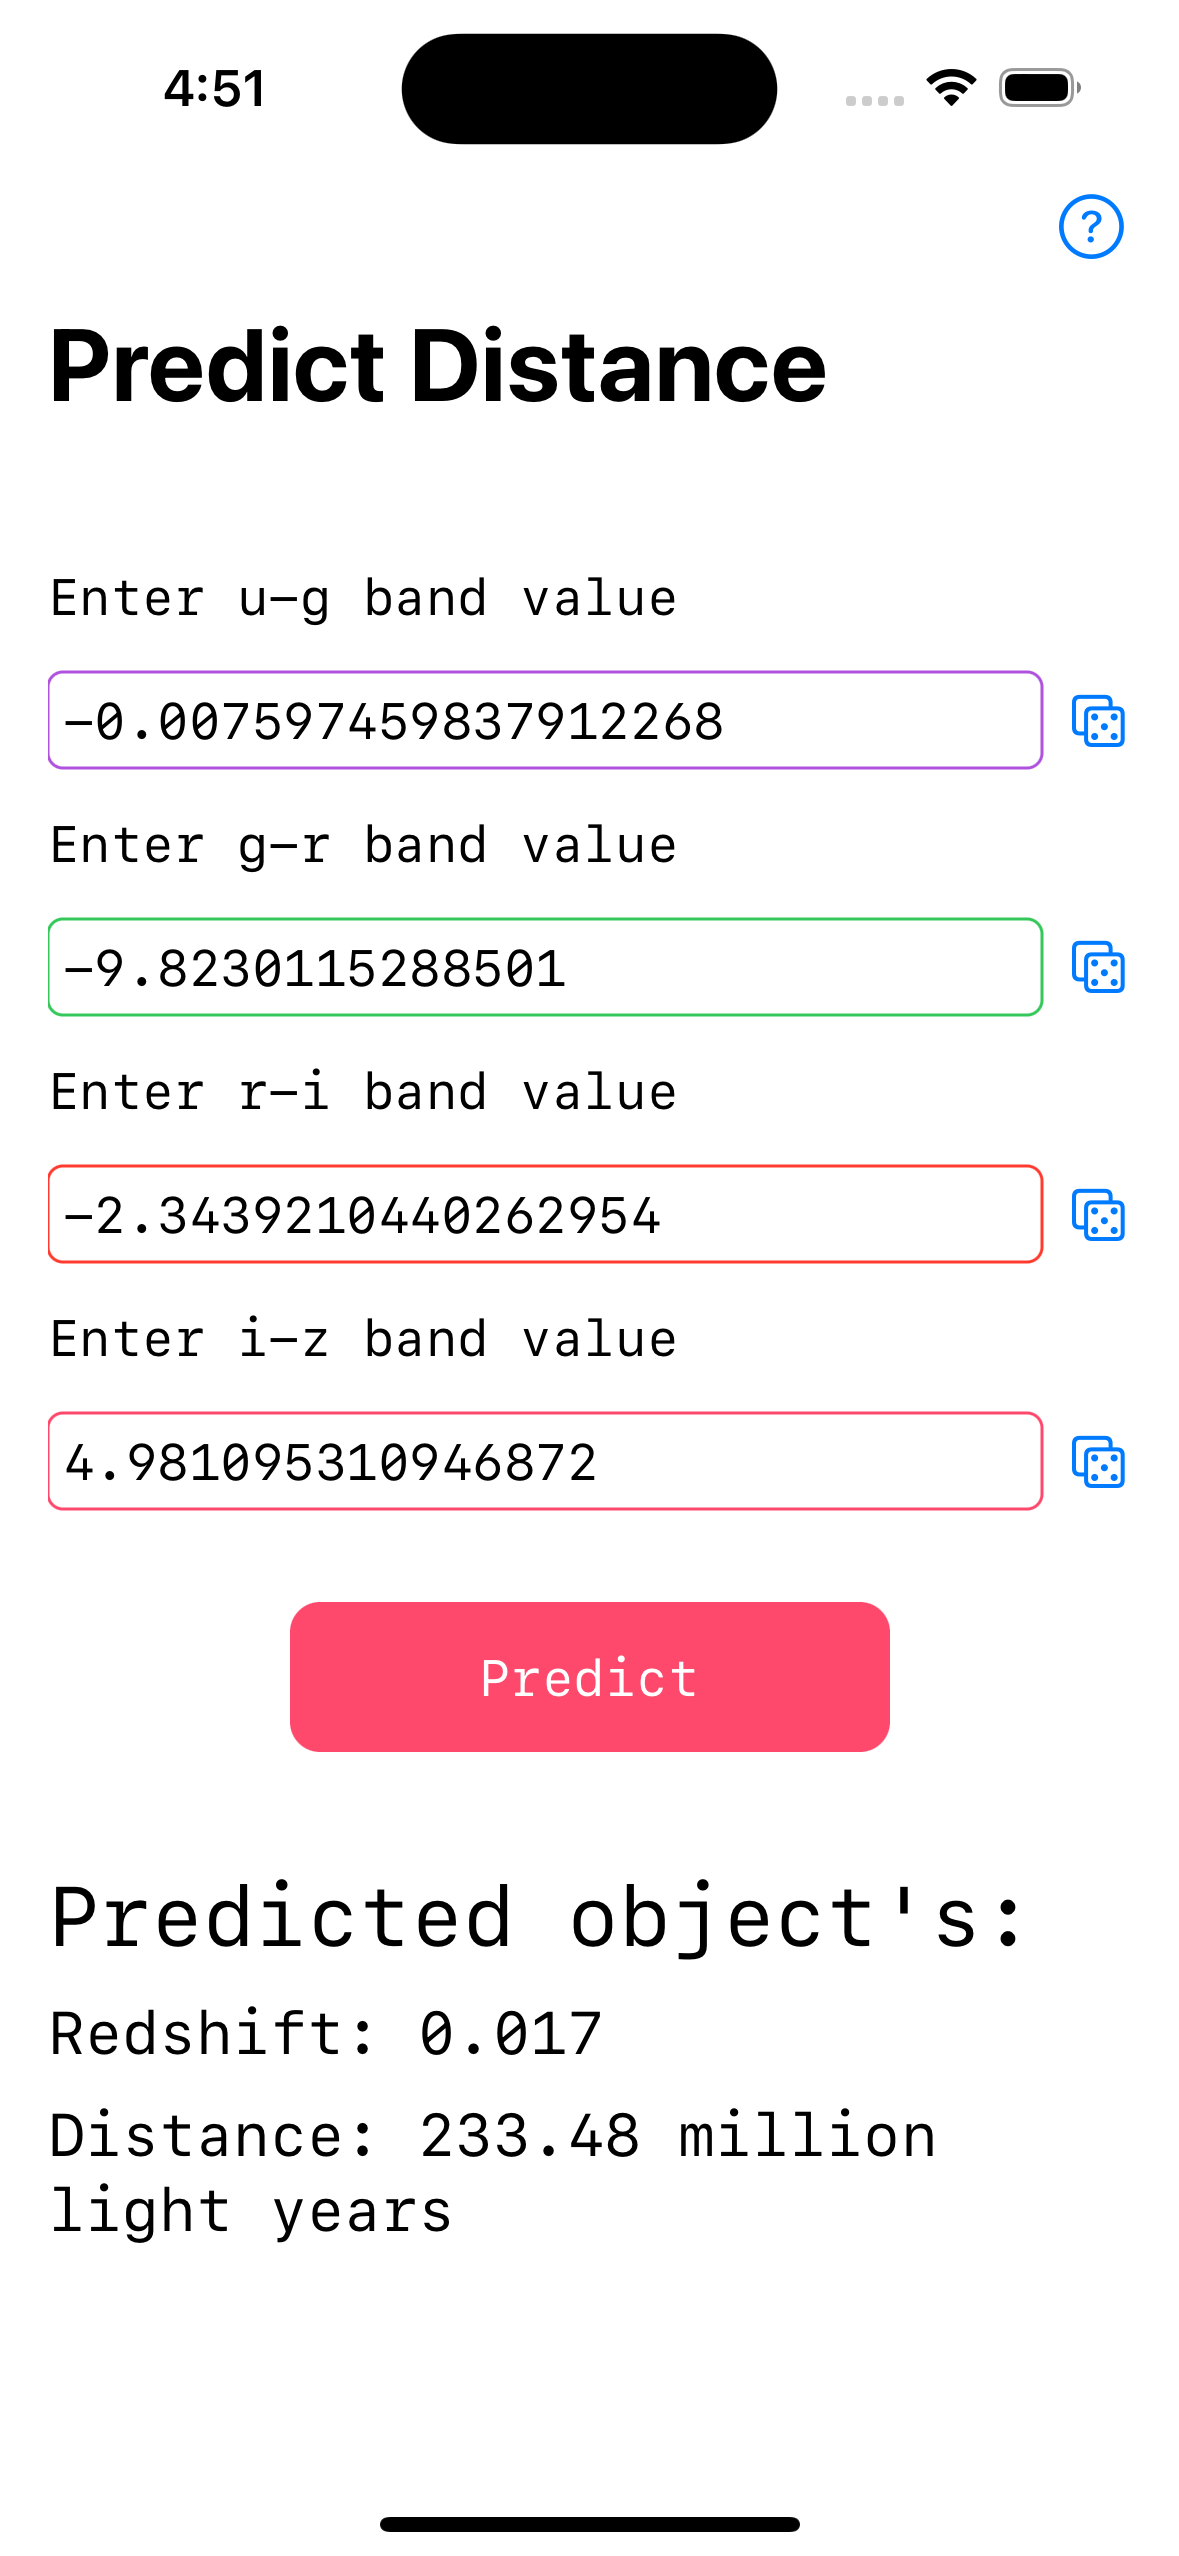 4:51
?
Predict Distance
Enter u-g band value
-0.007597459837912268
Enter g-r band value
-9.8230115288501
Enter r-i band value
-2.3439210440262954
Enter i-z band value
4.981095310946872
Predict
Predicted object's:
Redshift: 0.017
Distance: 233.48 million
light years